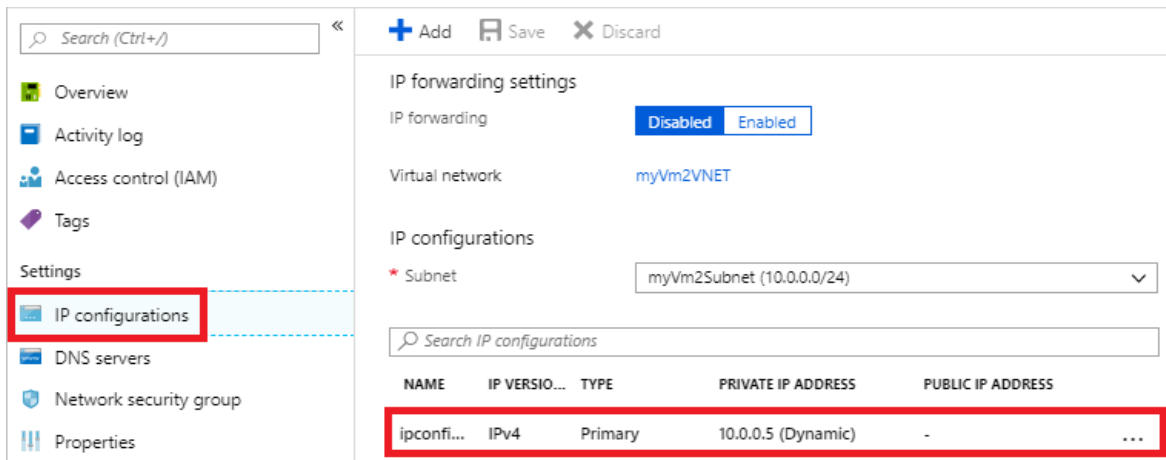 Search (Ctrl+/)
«
Overview
Activity log
Access control (IAM)
Tags
Settings
IP configurations
DNS servers
Network security group
Properties
Add Save Discard
IP forwarding settings
IP forwarding Disabled Enabled
Virtual network myVm2VNET
IP configurations
* Subnet myVm2Subnet (10.0.0.0/24)
Search IP configurations
NAME IP VERSIO... TYPE PRIVATE IP ADDRESS PUBLIC IP ADDRESS
ipconfi... IPv4 Primary 10.0.0.5 (Dynamic) - ...